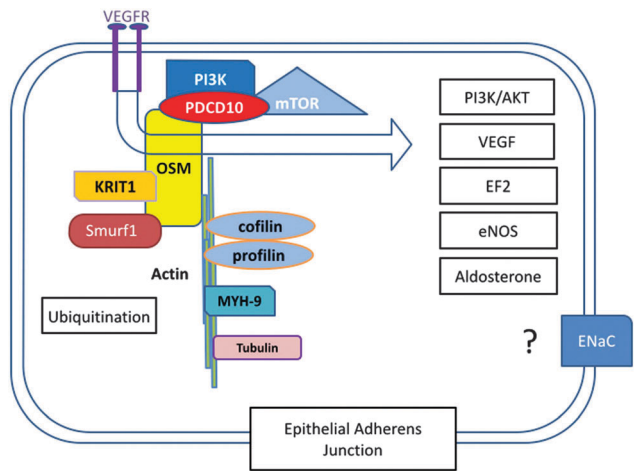 VEGFR
PI3K
PDCD10
mTOR
OSM
KRIT1
Smurf1
cofilin
profilin
Actin
MYH-9
Ubiquitination
Tubulin
PI3K/AKT
VEGF
EF2
eNOS
Aldosterone
?
ENaC
Epithelial Adherens
Junction